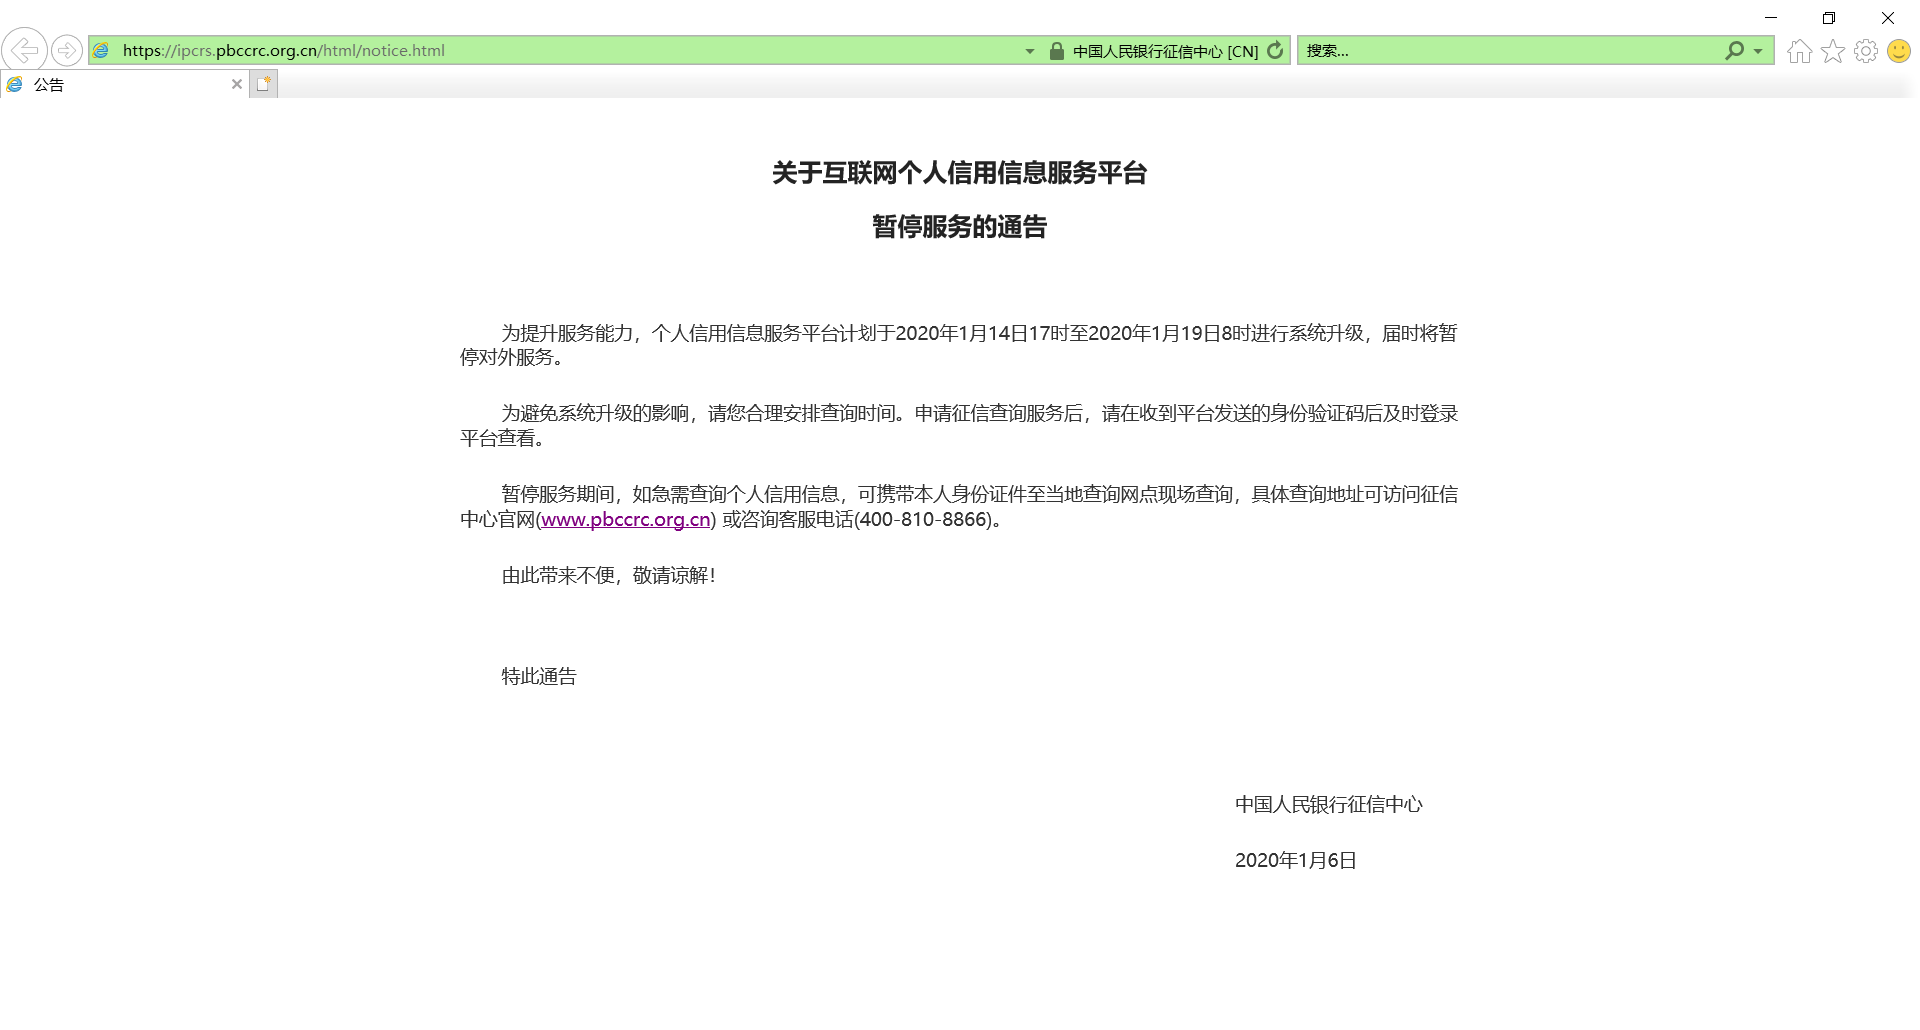 https://ipcrs.pbccrc.org.cn/html/notice.html
中国人民银行征信中心 [CN]
搜索...
公告
关于互联网个人信用信息服务平台
暂停服务的通告
为提升服务能力，个人信用信息服务平台计划于2020年1月14日17时至2020年1月19日8时进行系统升级，届时将暂
停对外服务。
为避免系统升级的影响，请您合理安排查询时间。申请征信查询服务后，请在收到平台发送的身份验证码后及时登录
平台查看。
暂停服务期间，如急需查询个人信用信息，可携带本人身份证件至当地查询网点现场查询，具体查询地址可访问征信
中心官网(www.pbccrc.org.cn) 或咨询客服电话(400-810-8866)。
由此带来不便，敬请谅解！
特此通告
中国人民银行征信中心
2020年1月6日